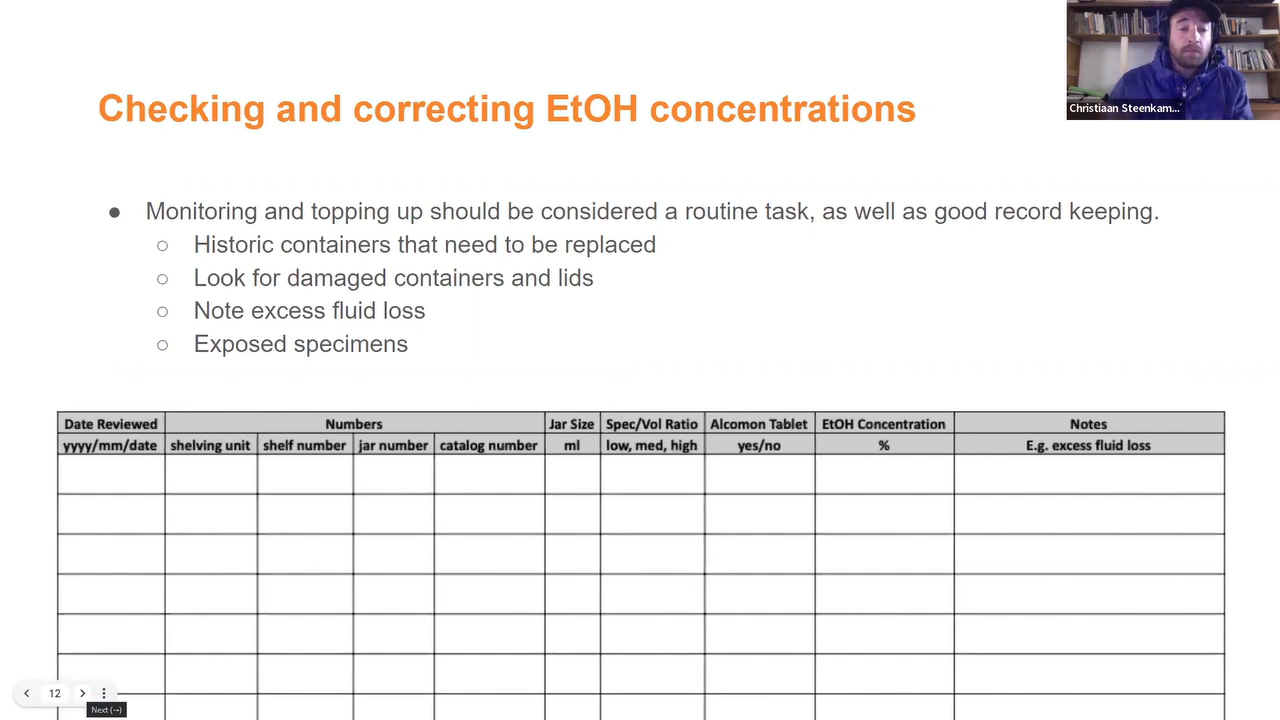 Christiaan Steenkam...
Checking and correcting EtOH concentrations
● Monitoring and topping up should be considered a routine task, as well as good record keeping.
○ Historic containers that need to be replaced
○ Look for damaged containers and lids
○ Note excess fluid loss
○ Exposed specimens
Date Reviewed Numbers Jar Size Spec/Vol Ratio Alcomon Tablet EtOH Concentration Notes
yyyy/mm/date shelving unit shelf number jar number catalog number ml low, med, high yes/no % E.g. excess fluid loss
12
Next (→)